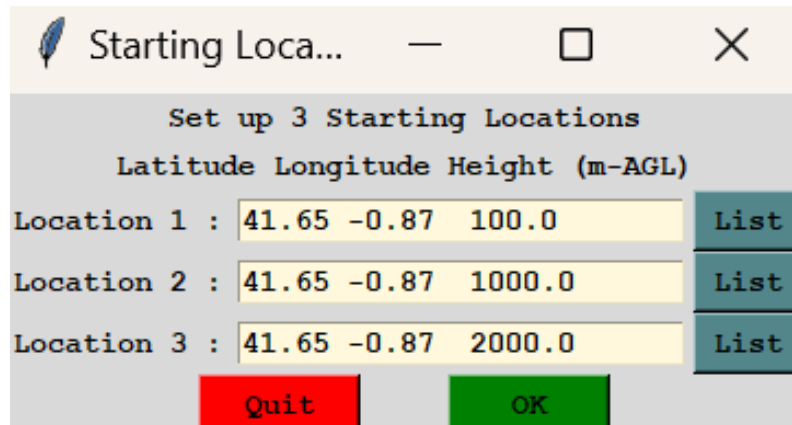 Starting Loca...
Set up 3 Starting Locations
Latitude Longitude Height (m-AGL)
Location 1 : 41.65 -0.87  100.0 List
Location 2 : 41.65 -0.87  1000.0 List
Location 3 : 41.65 -0.87  2000.0 List
Quit OK